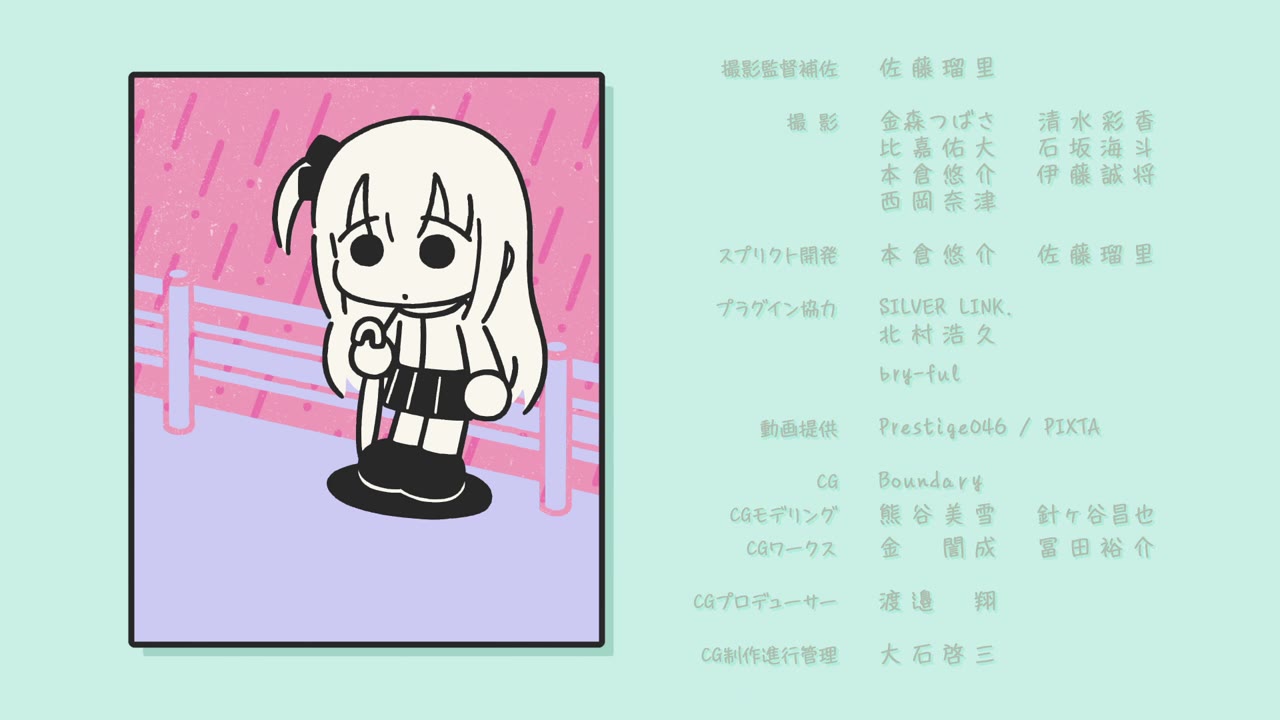 撮影監督補佐 佐藤瑠里
撮影 金森つばさ 清水彩香
比嘉佑大 石坂海斗
本倉悠介 伊藤誠将
西岡奈津
スプリクト開発 本倉悠介 佐藤瑠里
プラグイン協力 SILVER LINK.
北村浩久
bry-ful
動画提供 Prestige046 / PIXTA
CG Boundary
CGモデリング 熊谷美雪 針ヶ谷昌也
CGワークス 金 誾成 冨田裕介
CGプロデューサー 渡邉 翔
CG制作進行管理 大石啓三